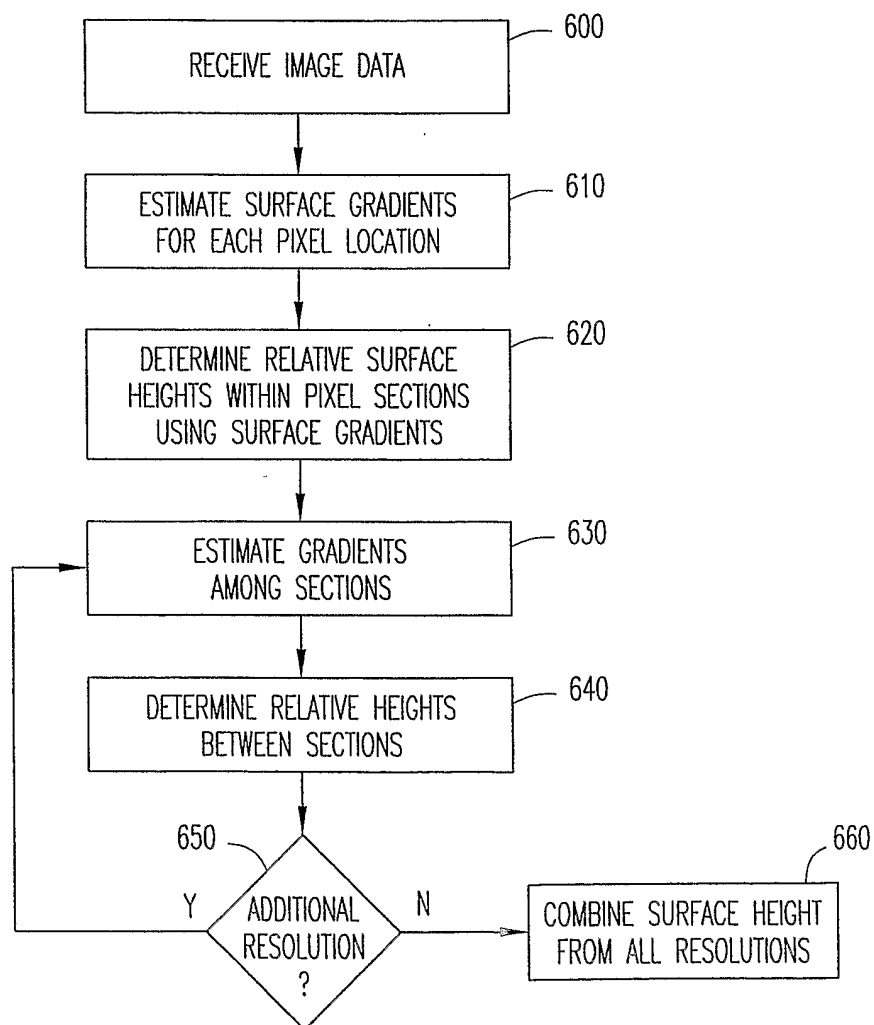 600
RECEIVE IMAGE DATA
610
ESTIMATE SURFACE GRADIENTS
FOR EACH PIXEL LOCATION
620
DETERMINE RELATIVE SURFACE
HEIGHTS WITHIN PIXEL SECTIONS
USING SURFACE GRADIENTS
630
ESTIMATE GRADIENTS
AMONG SECTIONS
640
DETERMINE RELATIVE HEIGHTS
BETWEEN SECTIONS
650
Y
ADDITIONAL
RESOLUTION
?
N
660
COMBINE SURFACE HEIGHT
FROM ALL RESOLUTIONS